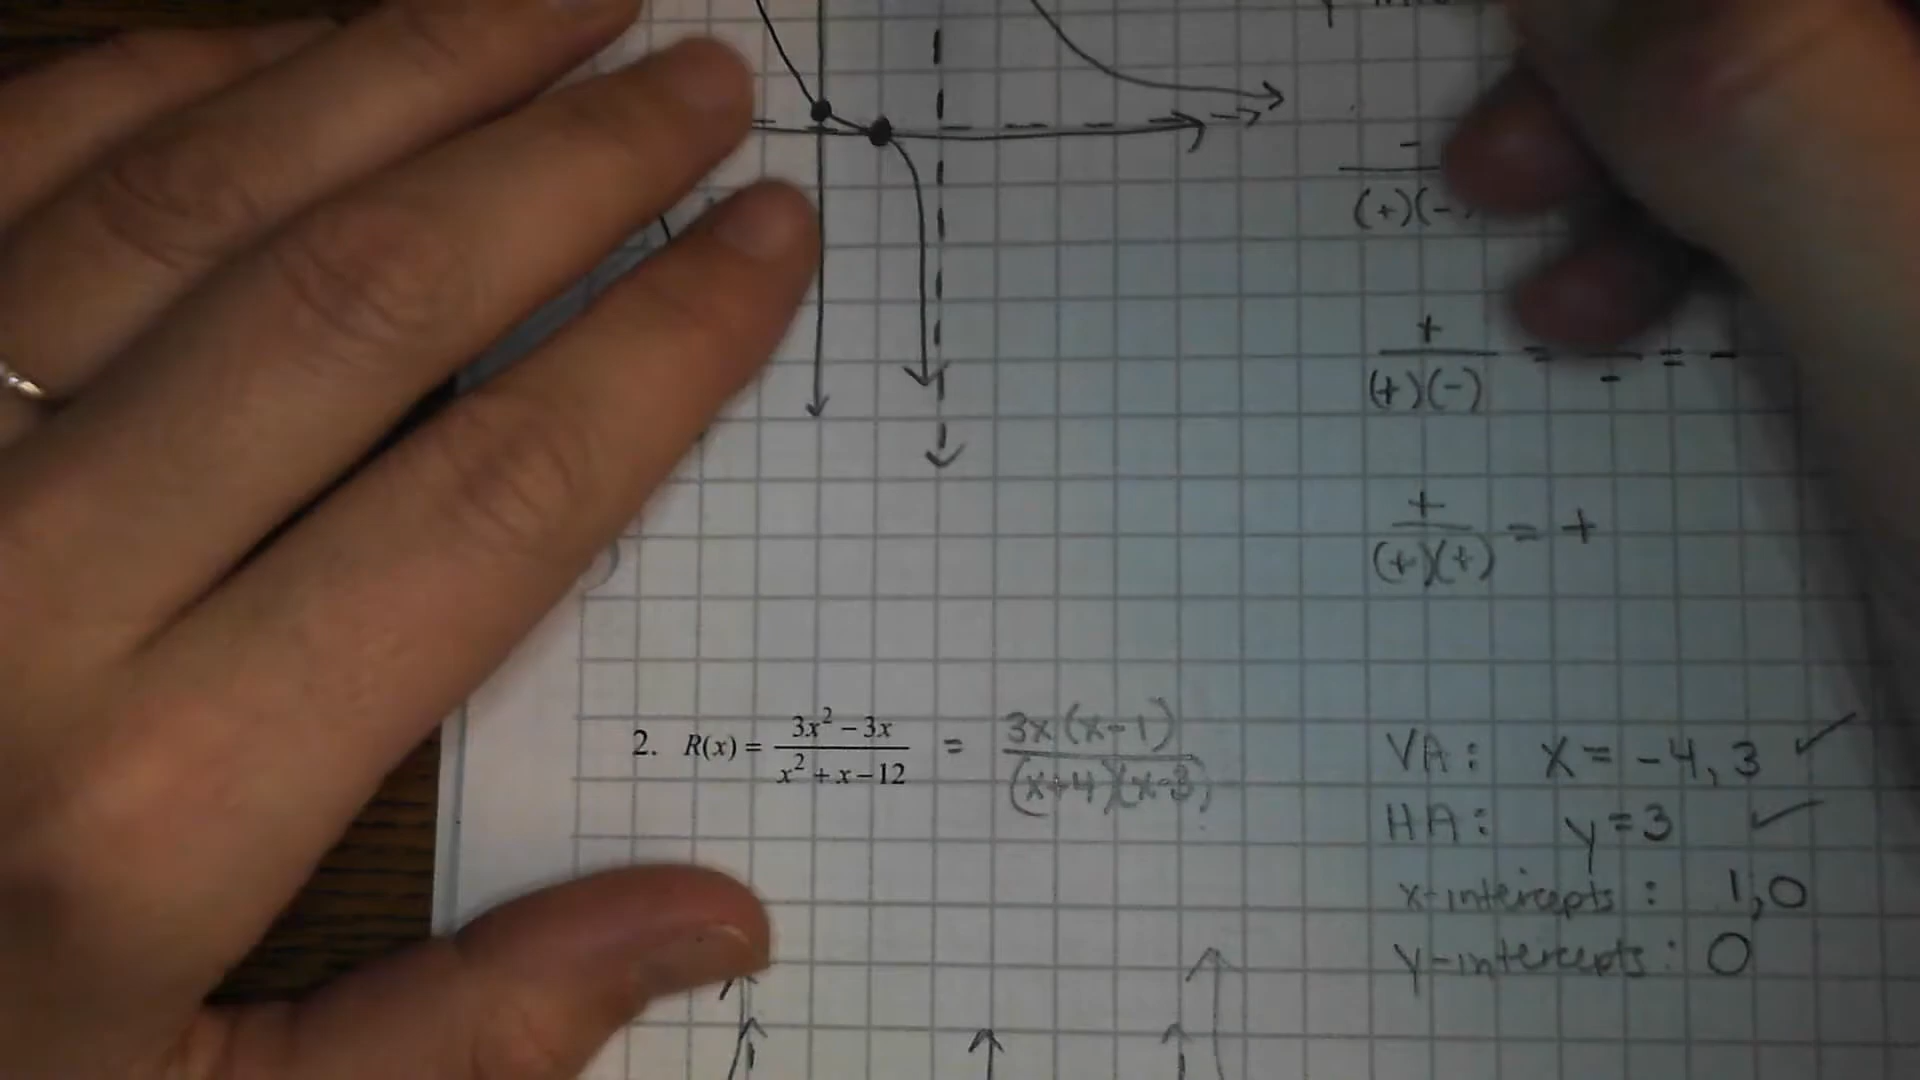 -
(+)(-
+
(+)(-) = - = -
+
(+)(+) = +
2. R(x) = 3x² – 3x / x² + x – 12 = 3x(x-1) / (x+4)(x-3)
VA: x = -4, 3 ✓
HA: y = 3 ✓
x-intercepts: 1,0
y-intercepts: 0